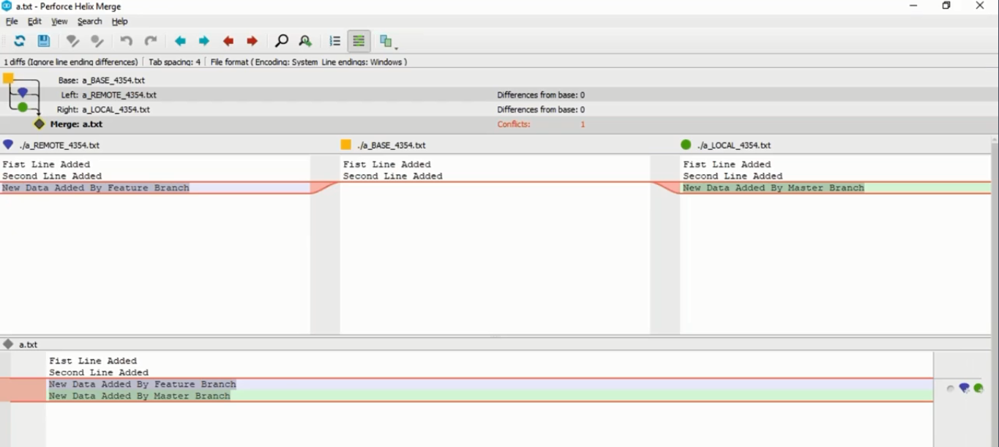 a.txt - Perforce Helix Merge
File Edit View Search Help
1 diffs (Ignore line ending differences) Tab spacing: 4 File format ( Encoding: System Line endings: Windows )
Base: a_BASE_4354.txt
Left: a_REMOTE_4354.txt Differences from base: 0
Right: a_LOCAL_4354.txt Differences from base: 0
Merge: a.txt Conflicts: 1
./a_REMOTE_4354.txt ./a_BASE_4354.txt ./a_LOCAL_4354.txt
Fist Line Added Fist Line Added Fist Line Added
Second Line Added Second Line Added Second Line Added
New Data Added By Feature Branch New Data Added By Master Branch
a.txt
Fist Line Added
Second Line Added
New Data Added By Feature Branch
New Data Added By Master Branch